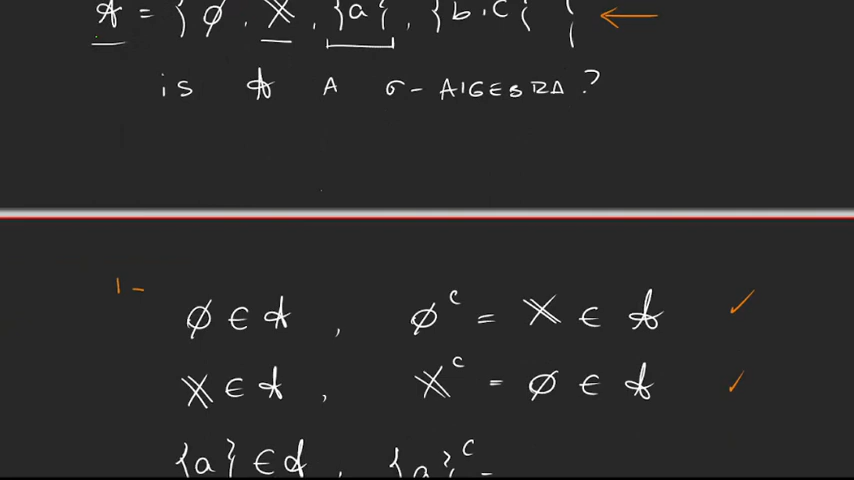 𝒜 = { ∅ , 𝕏 , {a} , {b,c} } ←
is 𝒜 A σ-ALGEBRA ?
1-
∅ ∈ 𝒜 , ∅ᶜ = 𝕏 ∈ 𝒜 ✓
𝕏 ∈ 𝒜 , 𝕏ᶜ = ∅ ∈ 𝒜 ✓
{a} ∈ 𝒜 , {a}ᶜ =